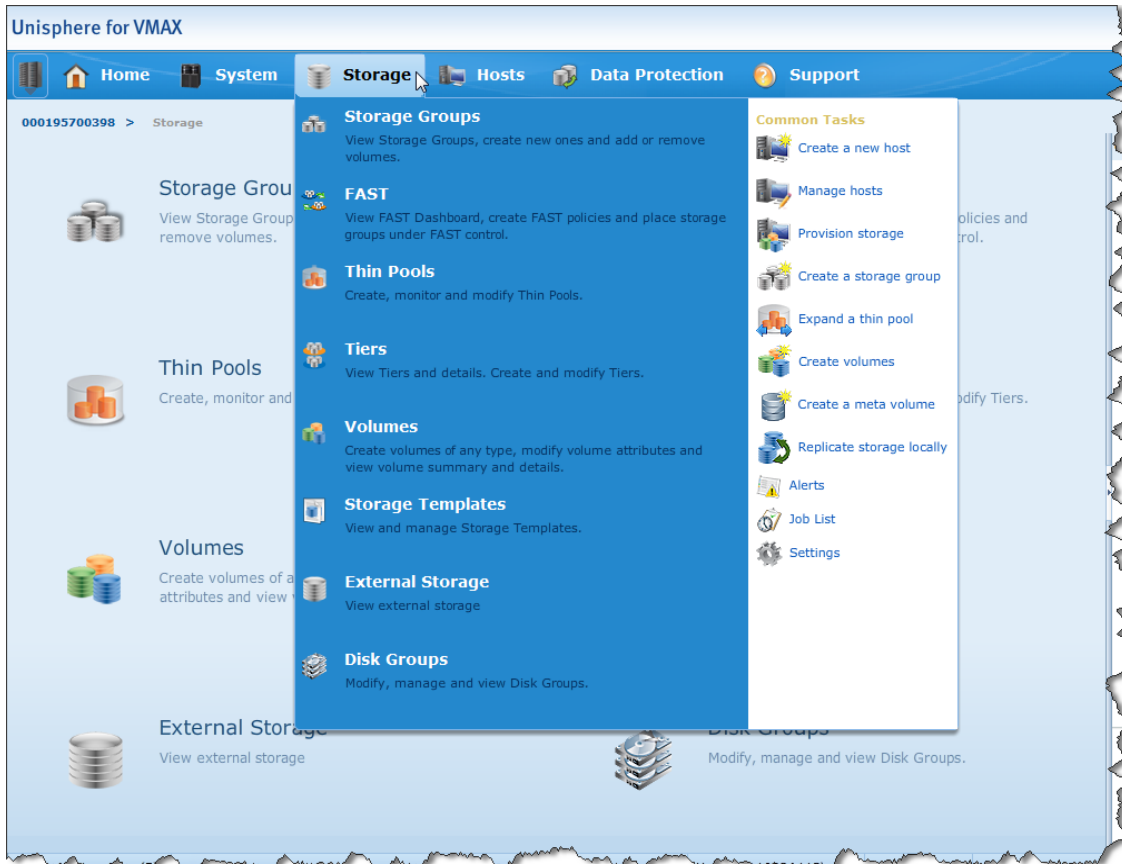 Unisphere for VMAX
Home System Storage Hosts Data Protection Support
000195700398 > Storage
Storage Groups
View Storage Groups, create new ones and add or remove
volumes.
FAST
View FAST Dashboard, create FAST policies and place storage
groups under FAST control.
Thin Pools
Create, monitor and modify Thin Pools.
Tiers
View Tiers and details. Create and modify Tiers.
Volumes
Create volumes of any type, modify volume attributes and
view volume summary and details.
Storage Templates
View and manage Storage Templates.
External Storage
View external storage
Disk Groups
Modify, manage and view Disk Groups.
Common Tasks
Create a new host
Manage hosts
Provision storage
Create a storage group
Expand a thin pool
Create volumes
Create a meta volume
Replicate storage locally
Alerts
Job List
Settings
Storage Grou
View Storage Group
remove volumes.
olicies and
trol.
Thin Pools
Create, monitor and
odify Tiers.
Volumes
Create volumes of a
attributes and view
External Storage
View external storage
Disk Groups
Modify, manage and view Disk Groups.